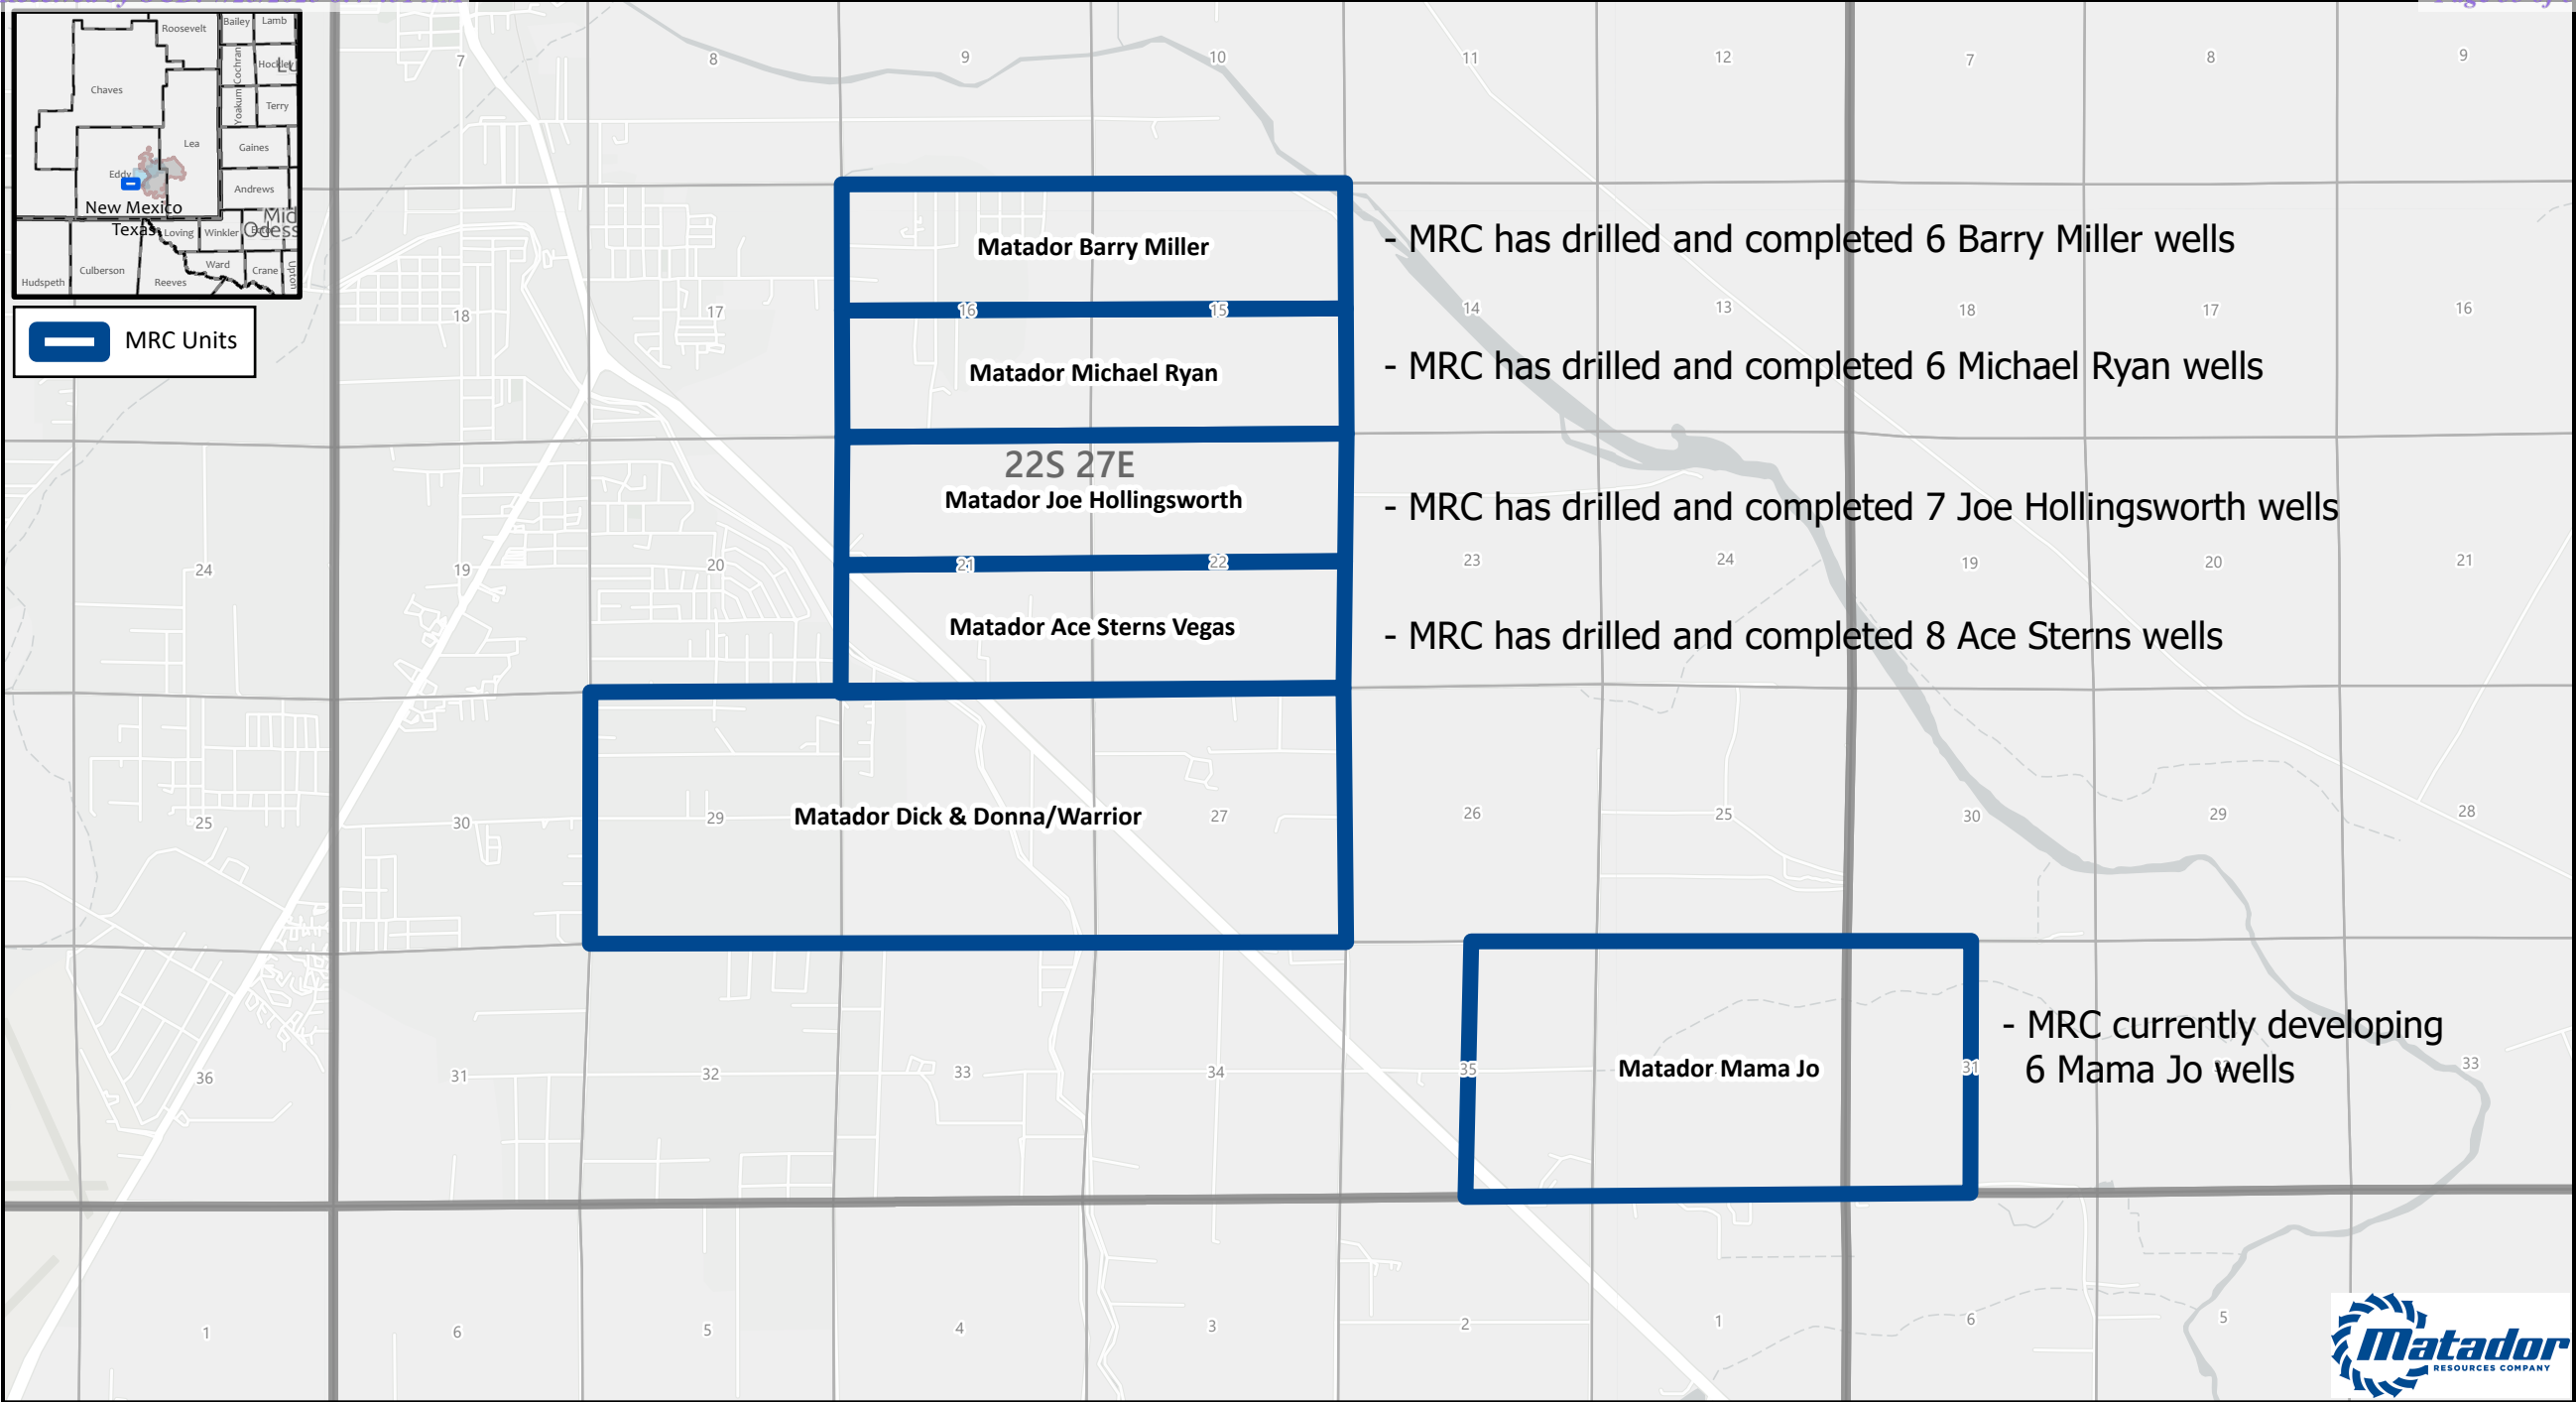 Roosevelt
Bailey
Lamb
Chaves
Cochran
Hockley
Lu
Yoakum
Terry
Lea
Gaines
Eddy
Andrews
New Mexico
Mid
Texas
Loving
Winkler
Odess
Hudspeth
Culberson
Reeves
Ward
Crane
Upton
MRC Units
7 8 9 10 11 12 7 8 9
Matador Barry Miller
- MRC has drilled and completed 6 Barry Miller wells
18 17 16 15 14 13 18 17 16
Matador Michael Ryan
- MRC has drilled and completed 6 Michael Ryan wells
22S 27E
Matador Joe Hollingsworth
- MRC has drilled and completed 7 Joe Hollingsworth wells
24 19 20 21 22 23 24 19 20 21
Matador Ace Sterns Vegas
- MRC has drilled and completed 8 Ace Sterns wells
25 30 29 Matador Dick & Donna/Warrior 27 26 25 30 29 28
- MRC currently developing
6 Mama Jo wells
36 31 32 33 34 35 Matador Mama Jo 31 33
1 6 5 4 3 2 1 6 5
Matador
RESOURCES COMPANY